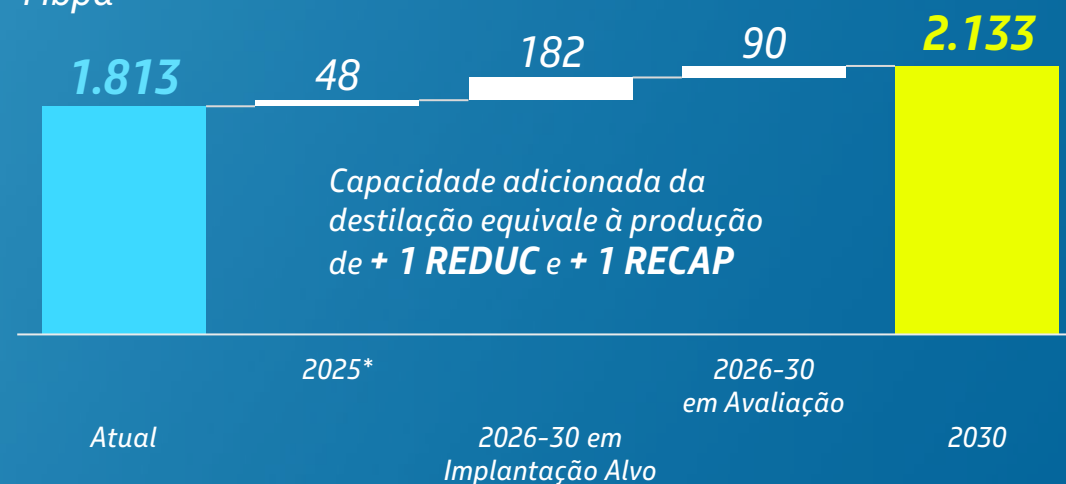 Mbpd
1.813
48
182
90
2.133
Capacidade adicionada da
destilação equivale à produção
de + 1 REDUC e + 1 RECAP
Atual
2025*
2026-30 em
Implantação Alvo
2026-30
em Avaliação
2030